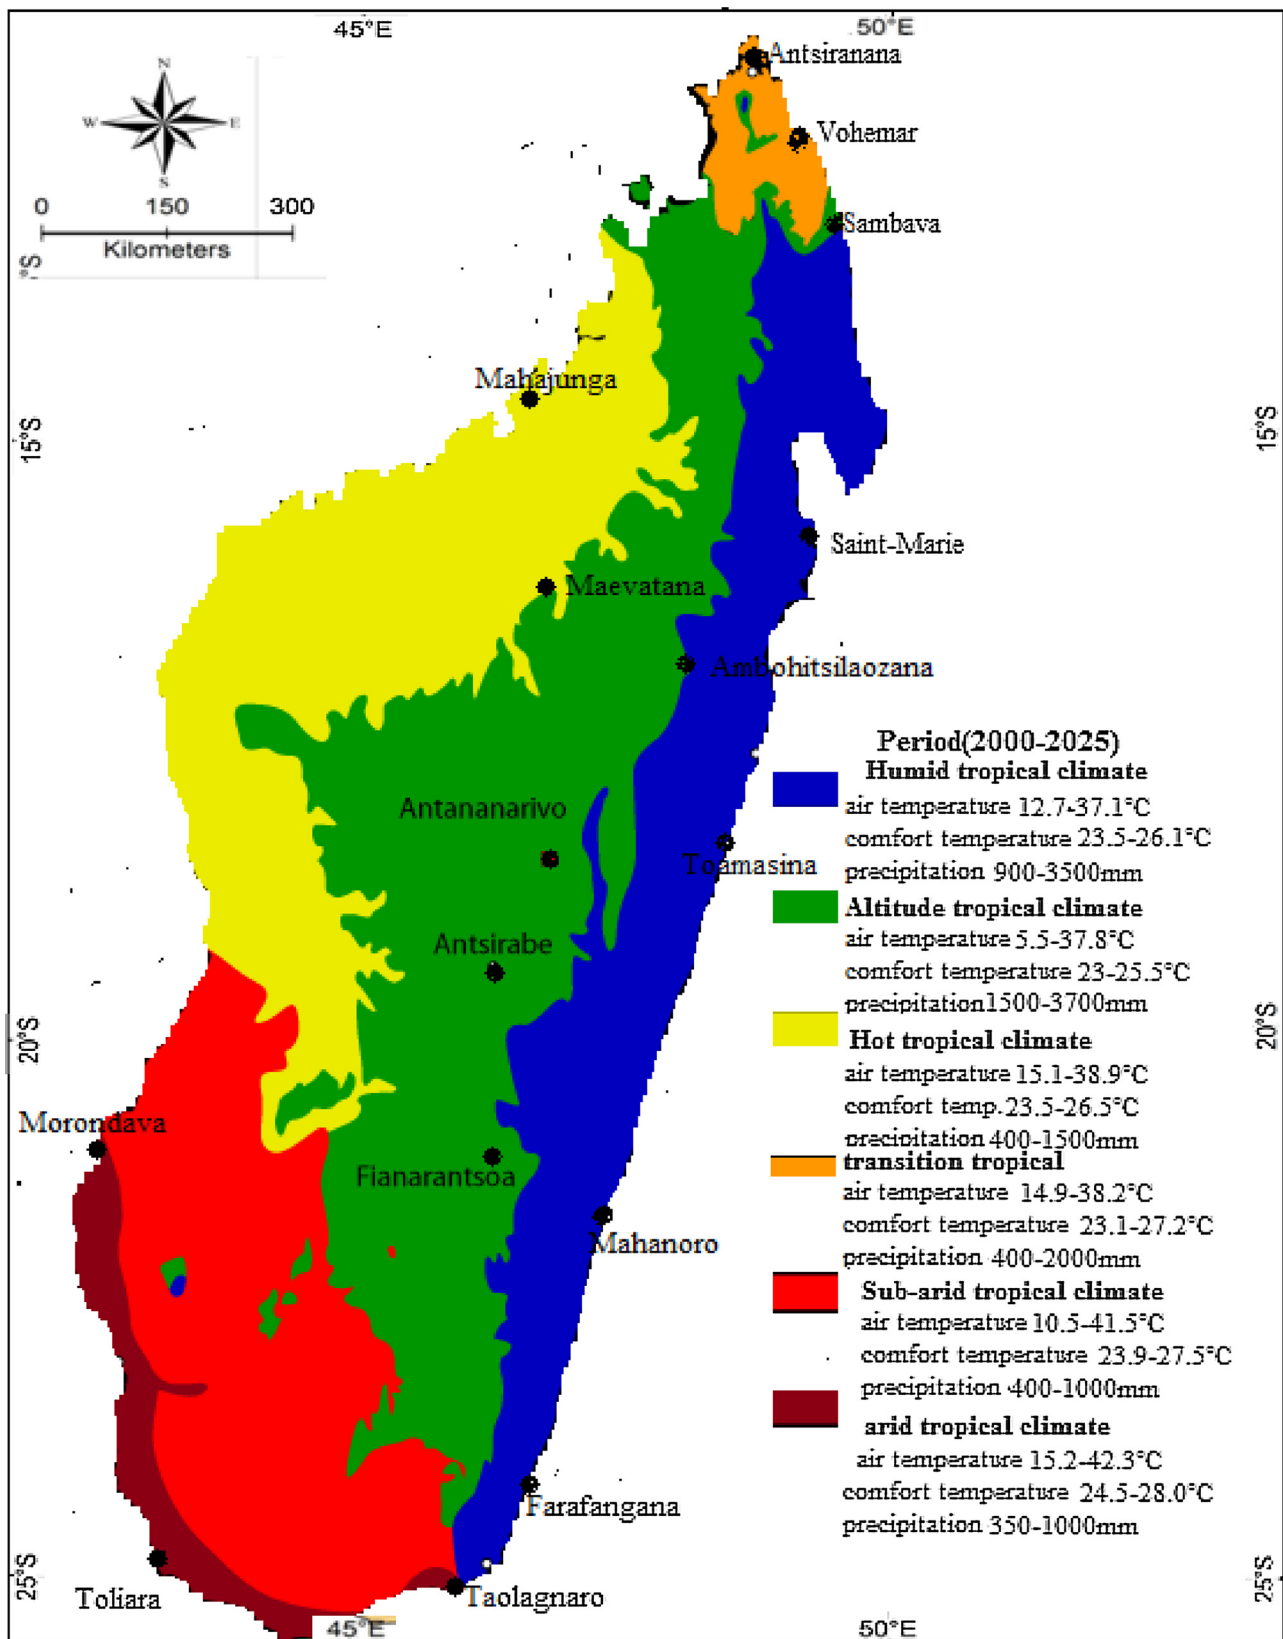 45°E
50°E
N
W
E
S
0
150
300
Kilometers
Antsiranana
Vohemar
Sambava
°S
Mahajunga
15°S
15°S
Saint-Marie
Maevatana
Ambohitsilaozana
Antananarivo
Toamasina
Antsirabe
20°S
20°S
Morondava
Fianarantsoa
Mahanoro
Farafangana
Toliara
Taolagnaro
25°S
25°S
45°E
50°E
Period(2000-2025)
Humid tropical climate
air temperature 12.7-37.1°C
comfort temperature 23.5-26.1°C
precipitation 900-3500mm
Altitude tropical climate
air temperature 5.5-37.8°C
comfort temperature 23-25.5°C
precipitation1500-3700mm
Hot tropical climate
air temperature 15.1-38.9°C
comfort temp.23.5-26.5°C
precipitation 400-1500mm
transition tropical
air temperature 14.9-38.2°C
comfort temperature 23.1-27.2°C
precipitation 400-2000mm
Sub-arid tropical climate
air temperature 10.5-41.5°C
comfort temperature 23.9-27.5°C
precipitation 400-1000mm
arid tropical climate
air temperature 15.2-42.3°C
comfort temperature 24.5-28.0°C
precipitation 350-1000mm